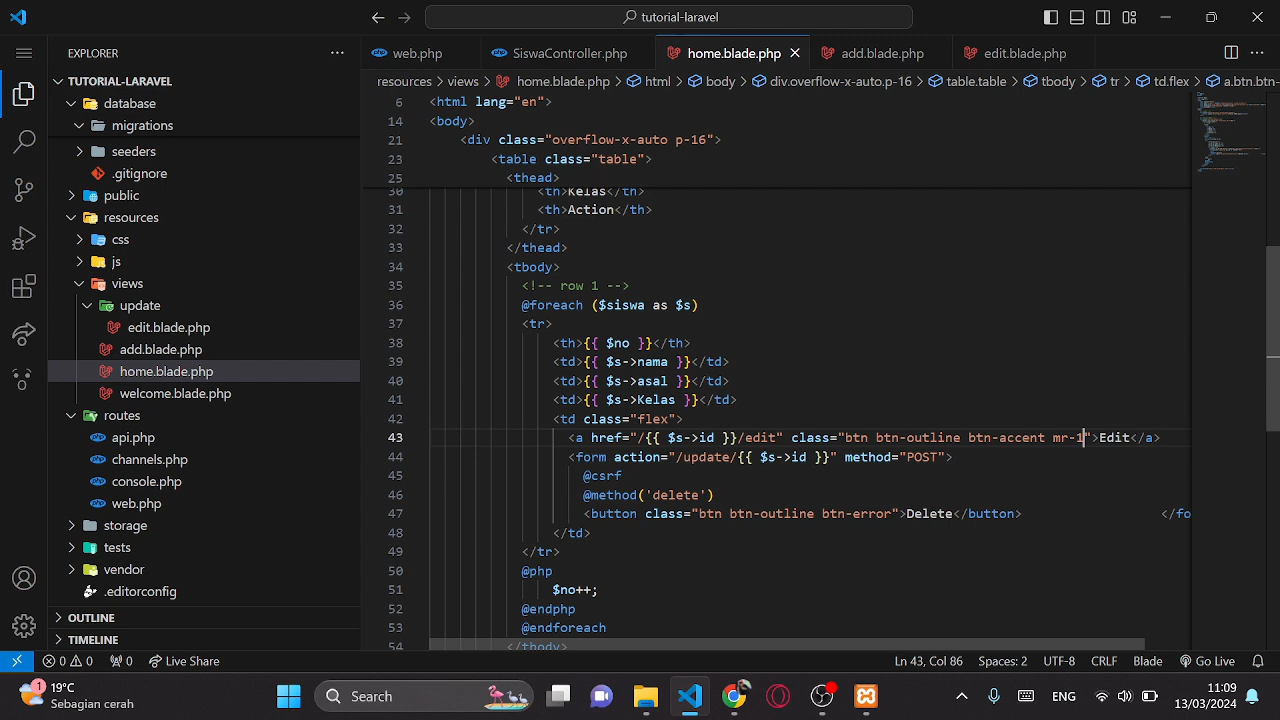 tutorial-laravel
EXPLORER
web.php
SiswaController.php
home.blade.php
add.blade.php
edit.blade.php
TUTORIAL-LARAVEL
resources > views > home.blade.php > html > body > div.overflow-x-auto.p-16 > table.table > tbody > tr > td.flex > a.btn.btn-
database
migrations
seeders
.gitignore
public
resources
css
js
views
update
edit.blade.php
add.blade.php
home.blade.php
welcome.blade.php
routes
api.php
channels.php
console.php
web.php
storage
tests
vendor
.editorconfig
OUTLINE
TIMELINE
6 <html lang="en">
14 <body>
21 <div class="overflow-x-auto p-16">
23 <table class="table">
25 <thead>
30 <th>Kelas</th>
31 <th>Action</th>
32 </tr>
33 </thead>
34 <tbody>
35 <!-- row 1 -->
36 @foreach ($siswa as $s)
37 <tr>
38 <th>{{ $no }}</th>
39 <td>{{ $s->nama }}</td>
40 <td>{{ $s->asal }}</td>
41 <td>{{ $s->Kelas }}</td>
42 <td class="flex">
43 <a href="/{{ $s->id }}/edit" class="btn btn-outline btn-accent mr-1">Edit</a>
44 <form action="/update/{{ $s->id }}" method="POST">
45 @csrf
46 @method('delete')
47 <button class="btn btn-outline btn-error">Delete</button> </fo
48 </td>
49 </tr>
50 @php
51 $no++;
52 @endphp
53 @endforeach
54 </tbody>
0 0 0 Live Share
Ln 43, Col 86 Spaces: 2 UTF-8 CRLF Blade Go Live
1
19°C
Sebagian cerah
Search
ENG
11:09
13/03/2024